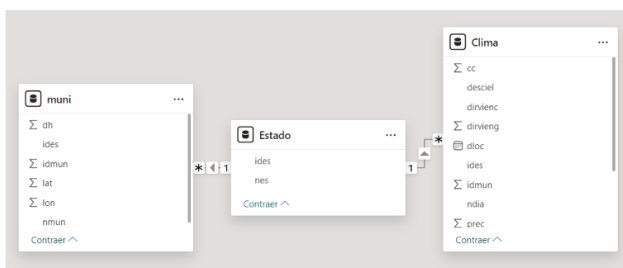 muni
...
Σ dh
ides
Σ idmun
Σ lat
Σ lon
nmun
Contraer
* 1
Estado
...
ides
nes
Contraer
1 *
Clima
...
Σ cc
desciel
dirvienc
Σ dirvieng
dloc
ides
Σ idmun
ndia
Σ prec
Contraer